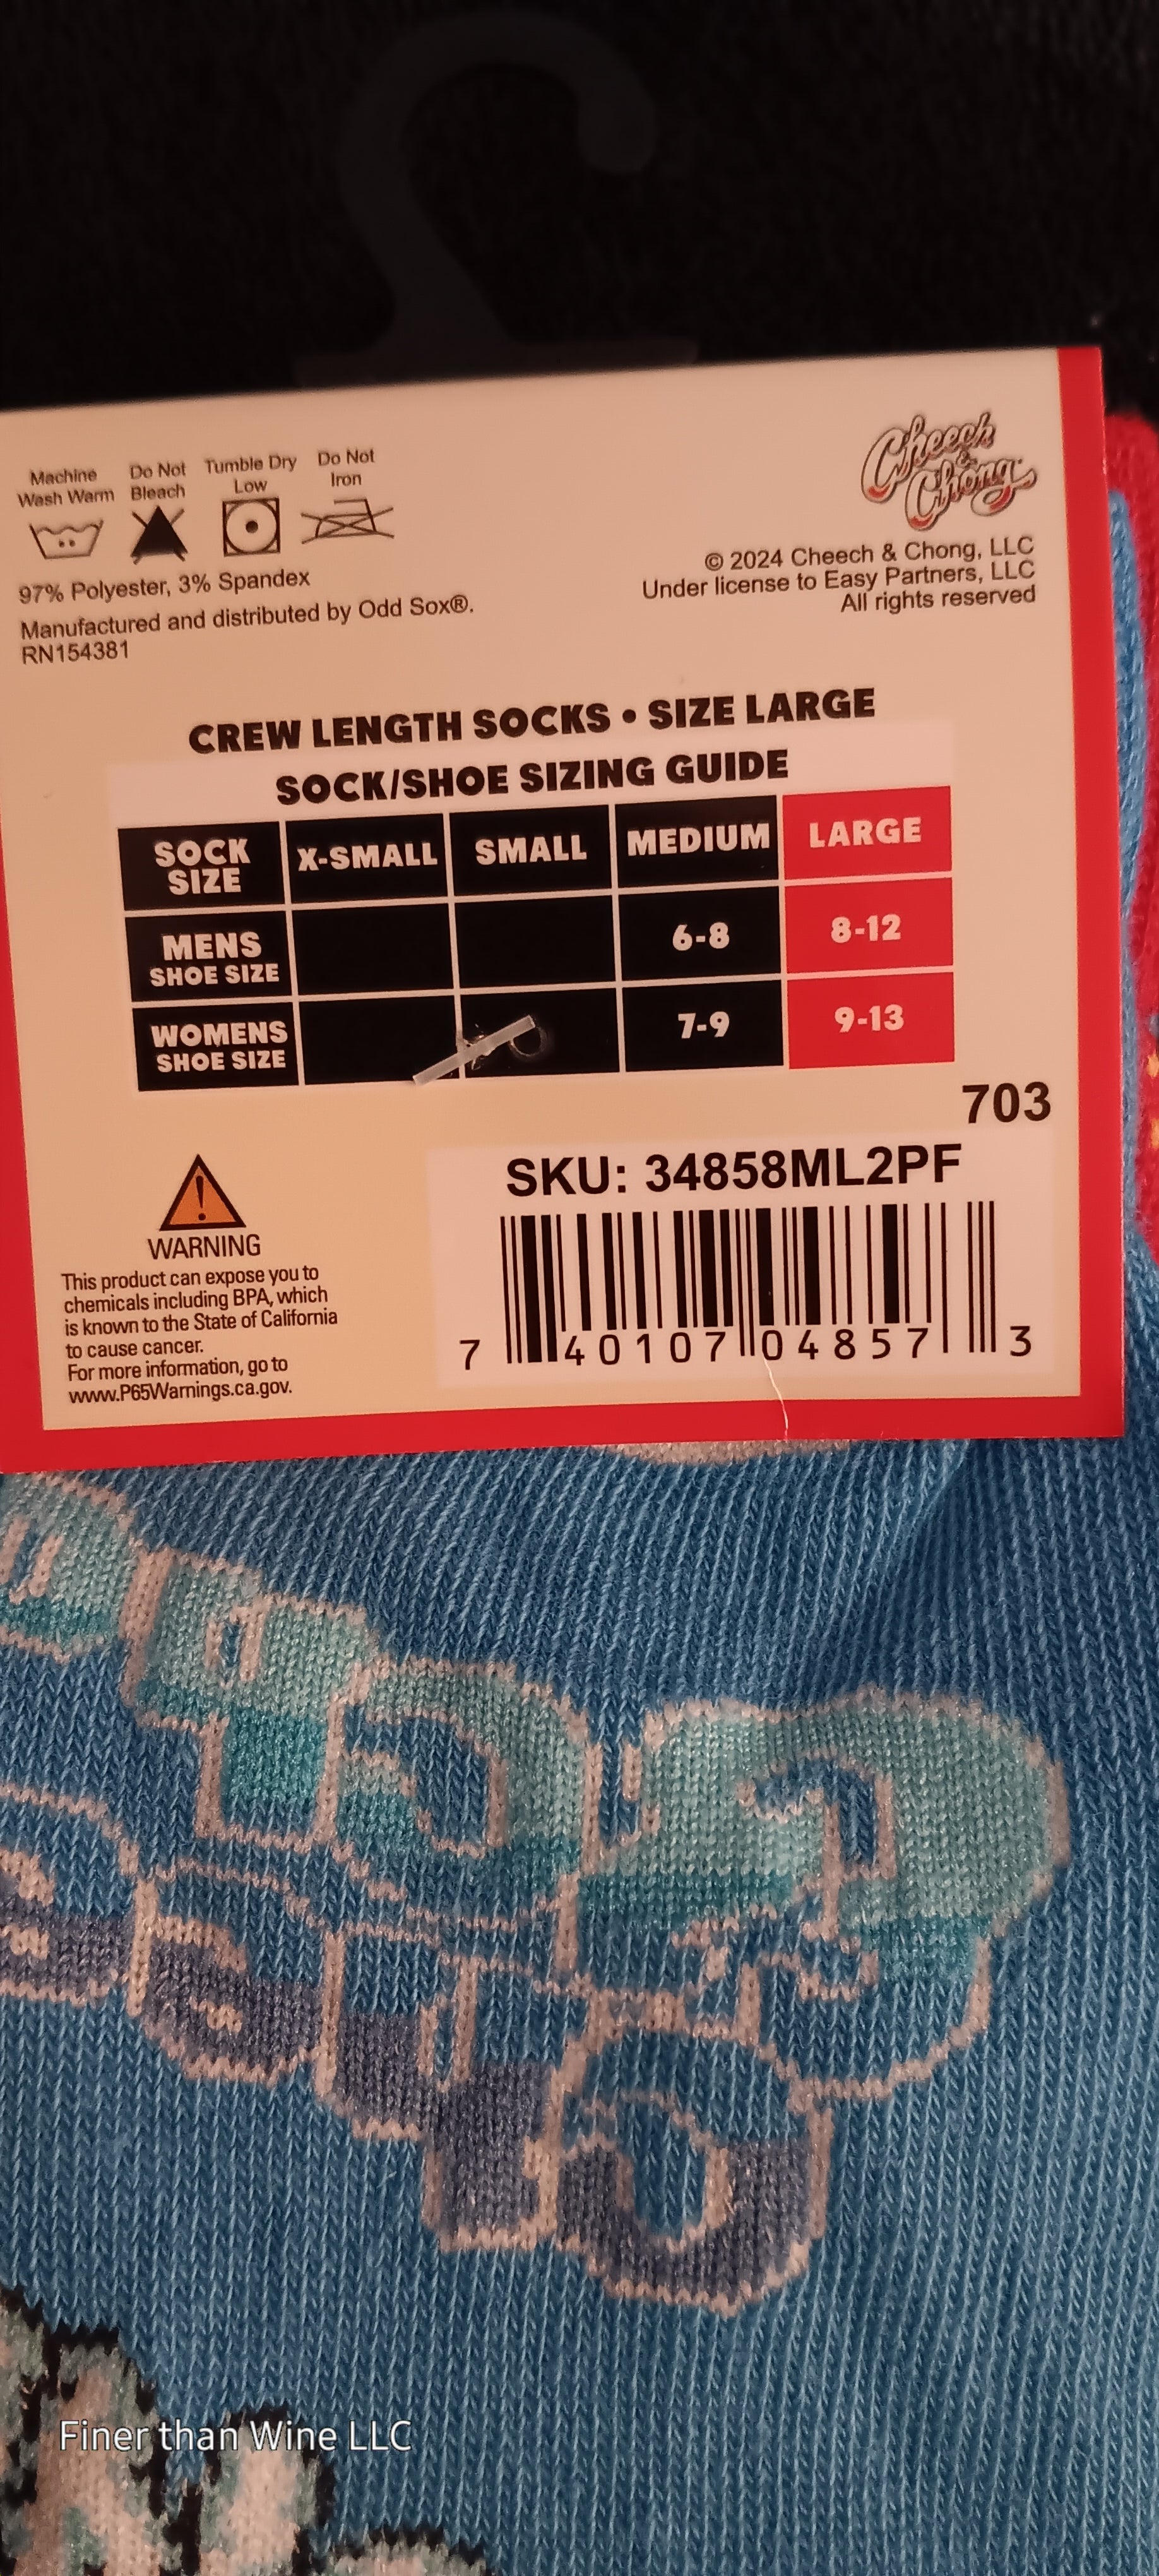 Machine
Wash Warm
Do Not
Bleach
Tumble Dry
Low
Do Not
Iron
Cheech
&
Chong
97% Polyester, 3% Spandex
Manufactured and distributed by Odd Sox®.
RN154381
© 2024 Cheech & Chong, LLC
Under license to Easy Partners, LLC
All rights reserved
CREW LENGTH SOCKS • SIZE LARGE
SOCK/SHOE SIZING GUIDE
SOCK SIZE X-SMALL SMALL MEDIUM LARGE
MENS SHOE SIZE 6-8 8-12
WOMENS SHOE SIZE 7-9 9-13
703
WARNING
This product can expose you to
chemicals including BPA, which
is known to the State of California
to cause cancer.
For more information, go to
www.P65Warnings.ca.gov.
SKU: 34858ML2PF
7 40107 04857 3
Finer than Wine LLC